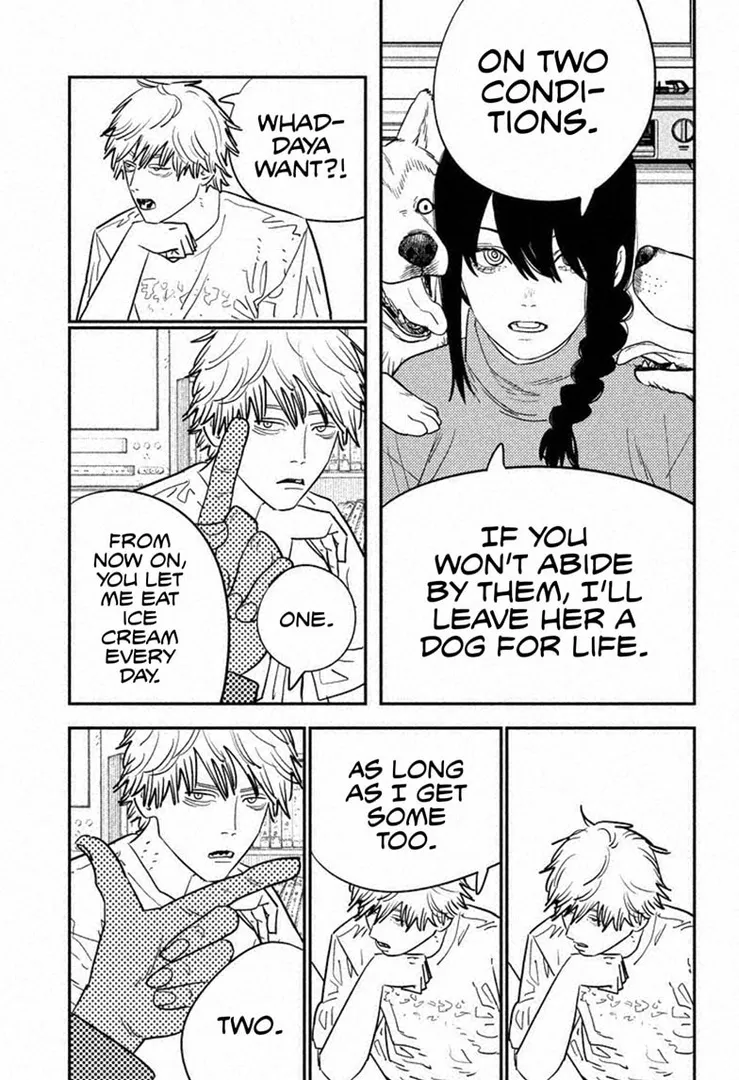 ON TWO
CONDI-
TIONS.
IF YOU
WON'T ABIDE
BY THEM, I'LL
LEAVE HER A
DOG FOR LIFE.
WHAD-
DAYA
WANT?!
ONE.
FROM
NOW ON,
YOU LET
ME EAT
ICE
CREAM
EVERY
DAY.
AS LONG
AS I GET
SOME
TOO.
TWO.